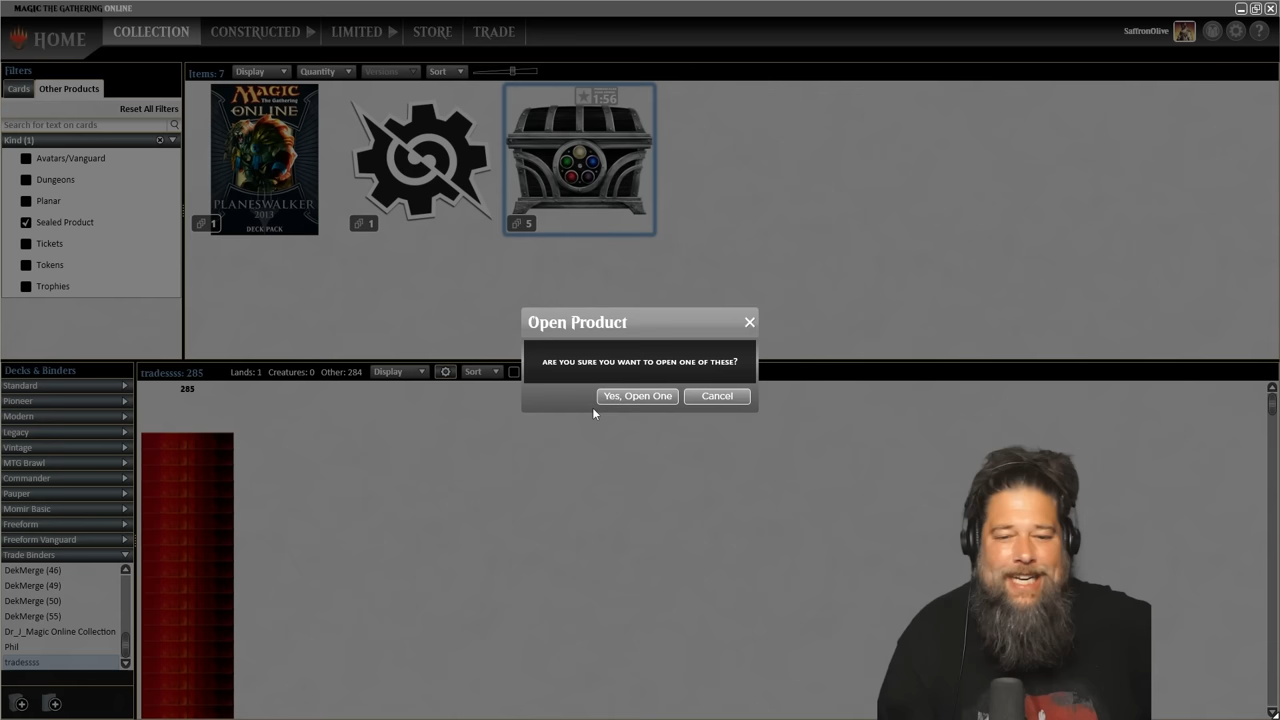 MAGIC THE GATHERING ONLINE
HOME
COLLECTION
CONSTRUCTED
LIMITED
STORE
TRADE
SaffronOlive
?
Filters
Cards
Other Products
Reset All Filters
Search for text on cards
Kind (1)
Avatars/Vanguard
Dungeons
Planar
Sealed Product
Tickets
Tokens
Trophies
Items: 7
Display
Quantity
Versions
Sort
MAGIC
The Gathering
ONLINE
PLANESWALKER
2013
DECK PACK
1
1
1:56
5
Open Product
ARE YOU SURE YOU WANT TO OPEN ONE OF THESE?
Yes, Open One
Cancel
Decks & Binders
Standard
Pioneer
Modern
Legacy
Vintage
MTG Brawl
Commander
Pauper
Momir Basic
Freeform
Freeform Vanguard
Trade Binders
DekMerge (46)
DekMerge (49)
DekMerge (50)
DekMerge (55)
Dr_J_Magic Online Collection
Phil
tradessss
tradessss: 285
Lands: 1
Creatures: 0
Other: 284
Display
Sort
285